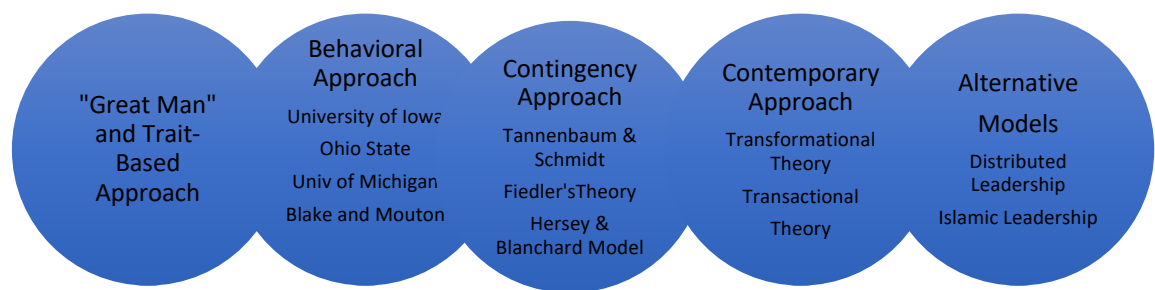 "Great Man"
and Trait-
Based
Approach
Behavioral
Approach
University of Iowa
Ohio State
Univ of Michigan
Blake and Mouton
Contingency
Approach
Tannenbaum &
Schmidt
Fiedler'sTheory
Hersey &
Blanchard Model
Contemporary
Approach
Transformational
Theory
Transactional
Theory
Alternative
Models
Distributed
Leadership
Islamic Leadership